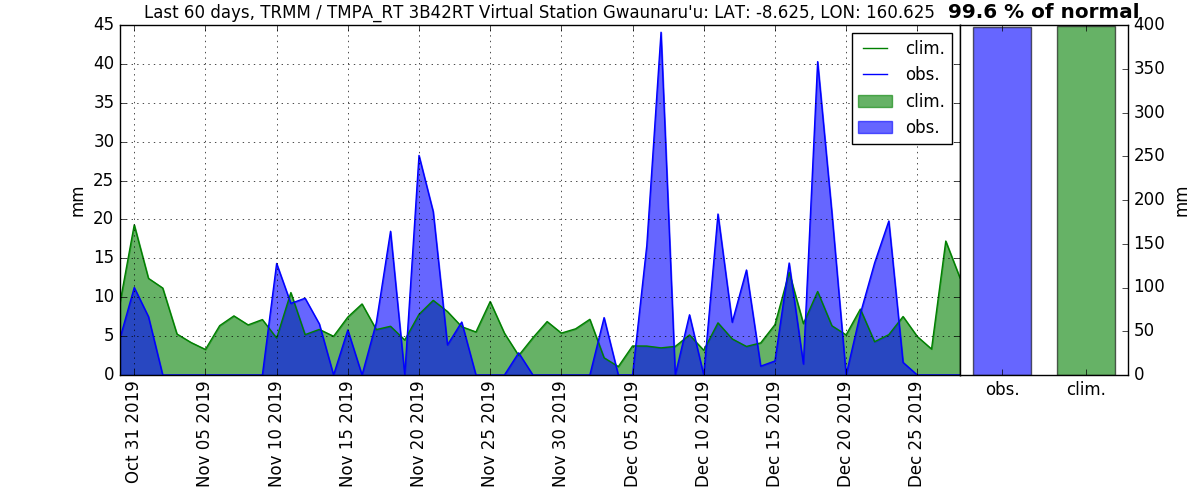 Last 60 days, TRMM / TMPA_RT 3B42RT Virtual Station Gwaunaru'u: LAT: -8.625, LON: 160.625
99.6 % of normal
45
40
35
30
25
20
15
10
5
0
mm
clim.
obs.
clim.
obs.
400
350
300
250
200
150
100
50
0
mm
Oct 31 2019
Nov 05 2019
Nov 10 2019
Nov 15 2019
Nov 20 2019
Nov 25 2019
Nov 30 2019
Dec 05 2019
Dec 10 2019
Dec 15 2019
Dec 20 2019
Dec 25 2019
obs.
clim.